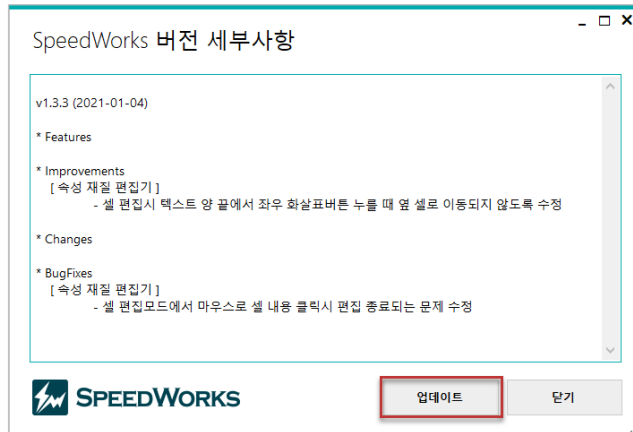 SpeedWorks 버전 세부사항
v1.3.3 (2021-01-04)
* Features
* Improvements
[ 속성 재질 편집기 ]
- 셀 편집시 텍스트 양 끝에서 좌우 화살표버튼 누를 때 옆 셀로 이동되지 않도록 수정
* Changes
* BugFixes
[ 속성 재질 편집기 ]
- 셀 편집모드에서 마우스로 셀 내용 클릭시 편집 종료되는 문제 수정
SPEEDWORKS
업데이트
닫기